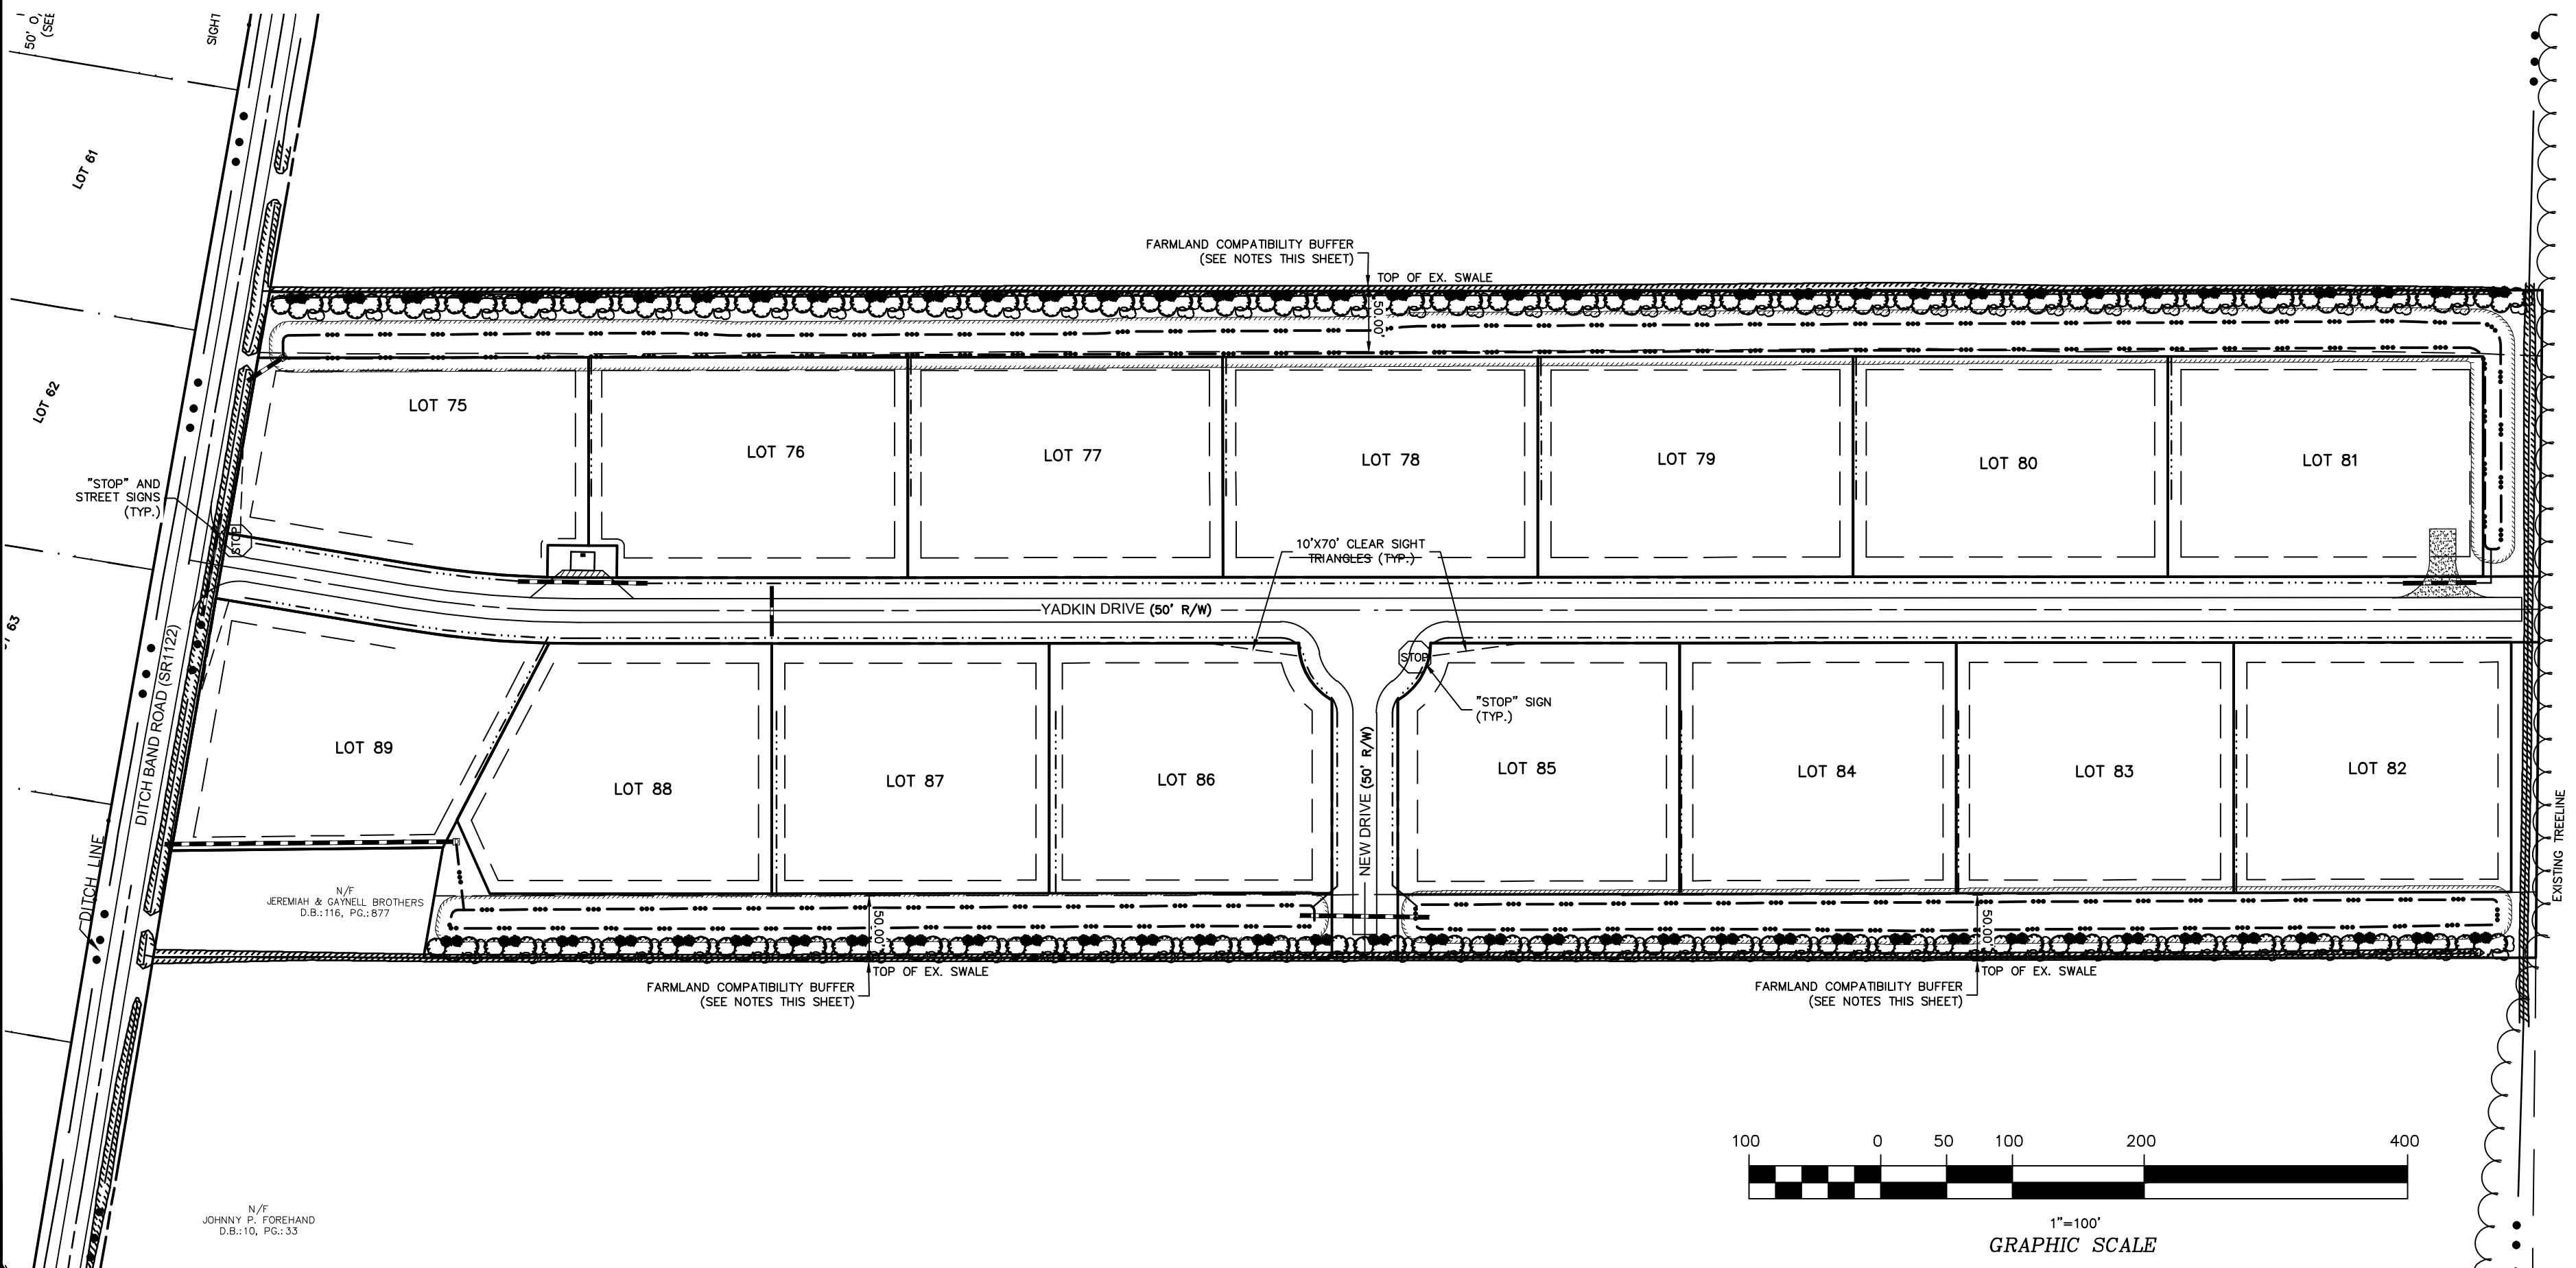 50' O
(SEE
SIGHT
LOT 61
FARMLAND COMPATIBILITY BUFFER
(SEE NOTES THIS SHEET)
TOP OF EX. SWALE
50.00'
LOT 62
LOT 75
LOT 76
LOT 77
LOT 78
LOT 79
LOT 80
LOT 81
"STOP" AND
STREET SIGNS
(TYP.)
STOP
10'X70' CLEAR SIGHT
TRIANGLES (TYP.)
YADKIN DRIVE (50' R/W)
63
STOP
"STOP" SIGN
(TYP.)
DITCH BAND ROAD (SR1122)
LOT 89
LOT 88
LOT 87
LOT 86
NEW DRIVE (50' R/W)
LOT 85
LOT 84
LOT 83
LOT 82
EXISTING TREELINE
DITCH LINE
N/F
JEREMIAH & GAYNELL BROTHERS
D.B.:116, PG.:877
50.00'
50.00'
TOP OF EX. SWALE
FARMLAND COMPATIBILITY BUFFER
(SEE NOTES THIS SHEET)
TOP OF EX. SWALE
FARMLAND COMPATIBILITY BUFFER
(SEE NOTES THIS SHEET)
100 0 50 100 200 400
1"=100'
GRAPHIC SCALE
N/F
JOHNNY P. FOREHAND
D.B.:10, PG.:33